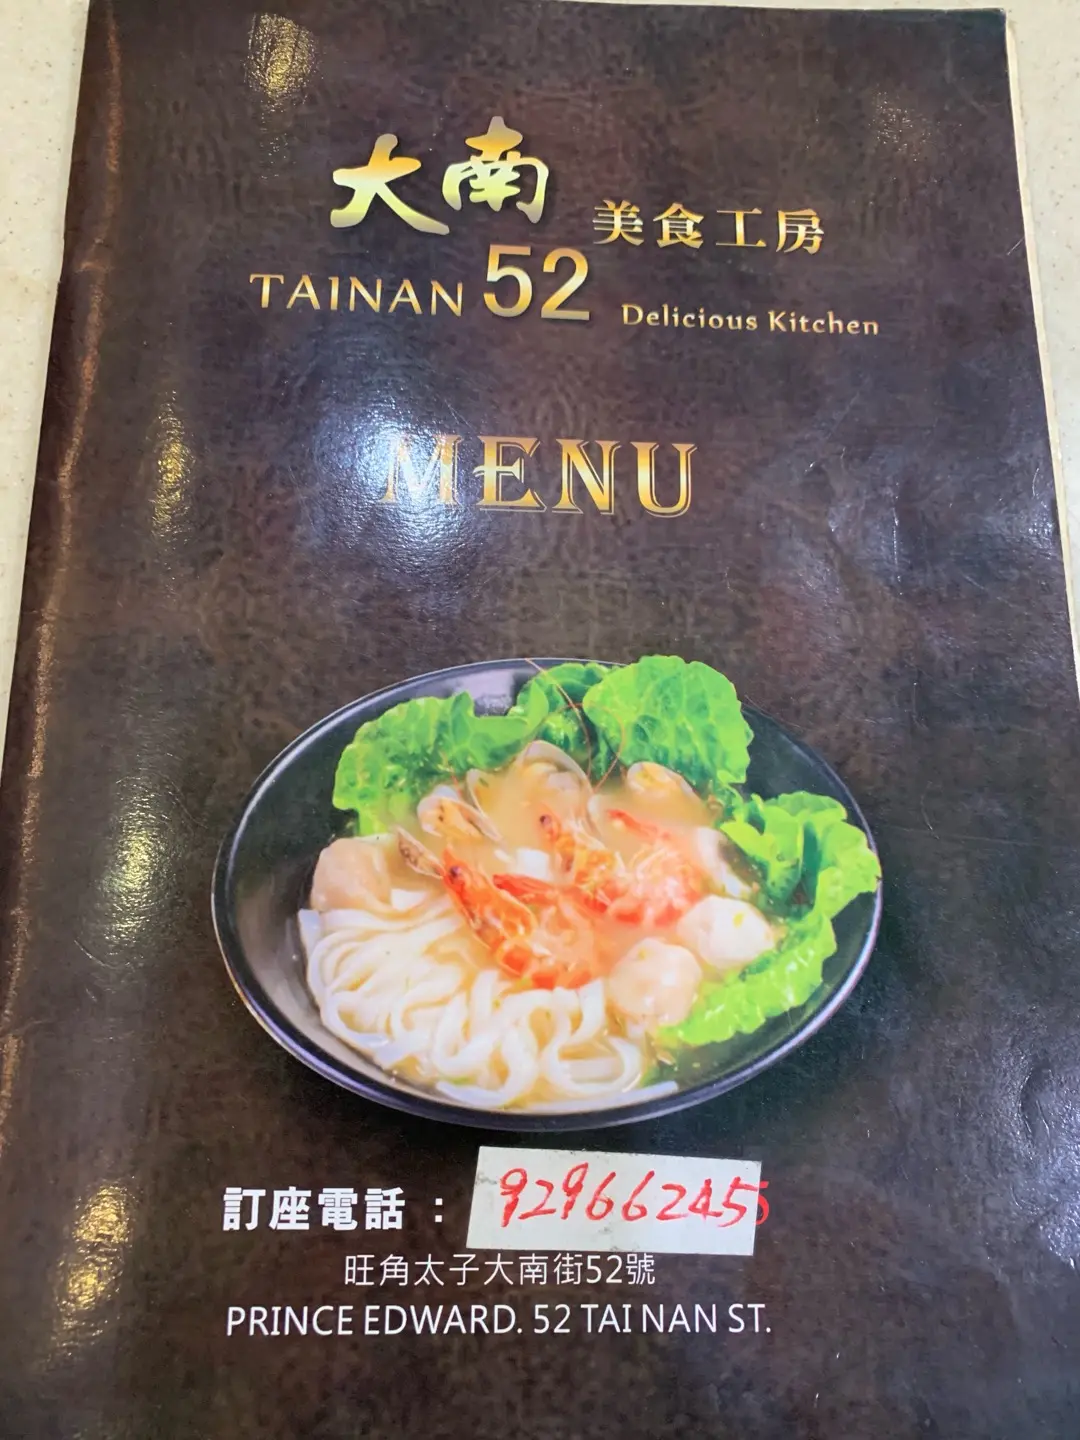 大南 美食工房
TAINAN 52 Delicious Kitchen
MENU
訂座電話 : 92966245
旺角太子大南街52號
PRINCE EDWARD. 52 TAI NAN ST.